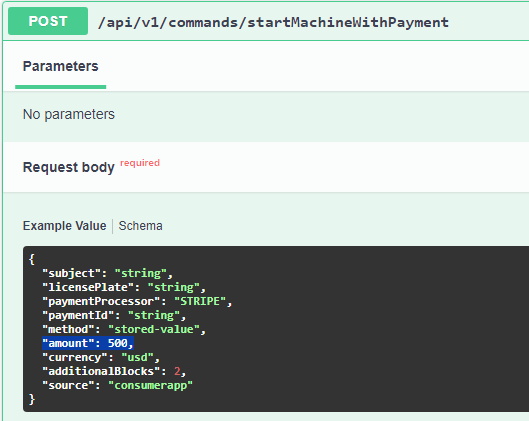 POST /api/v1/commands/startMachineWithPayment
Parameters
No parameters
Request body required
Example Value | Schema
{
"subject": "string",
"licensePlate": "string",
"paymentProcessor": "STRIPE",
"paymentId": "string",
"method": "stored-value",
"amount": 500,
"currency": "usd",
"additionalBlocks": 2,
"source": "consumerapp"
}